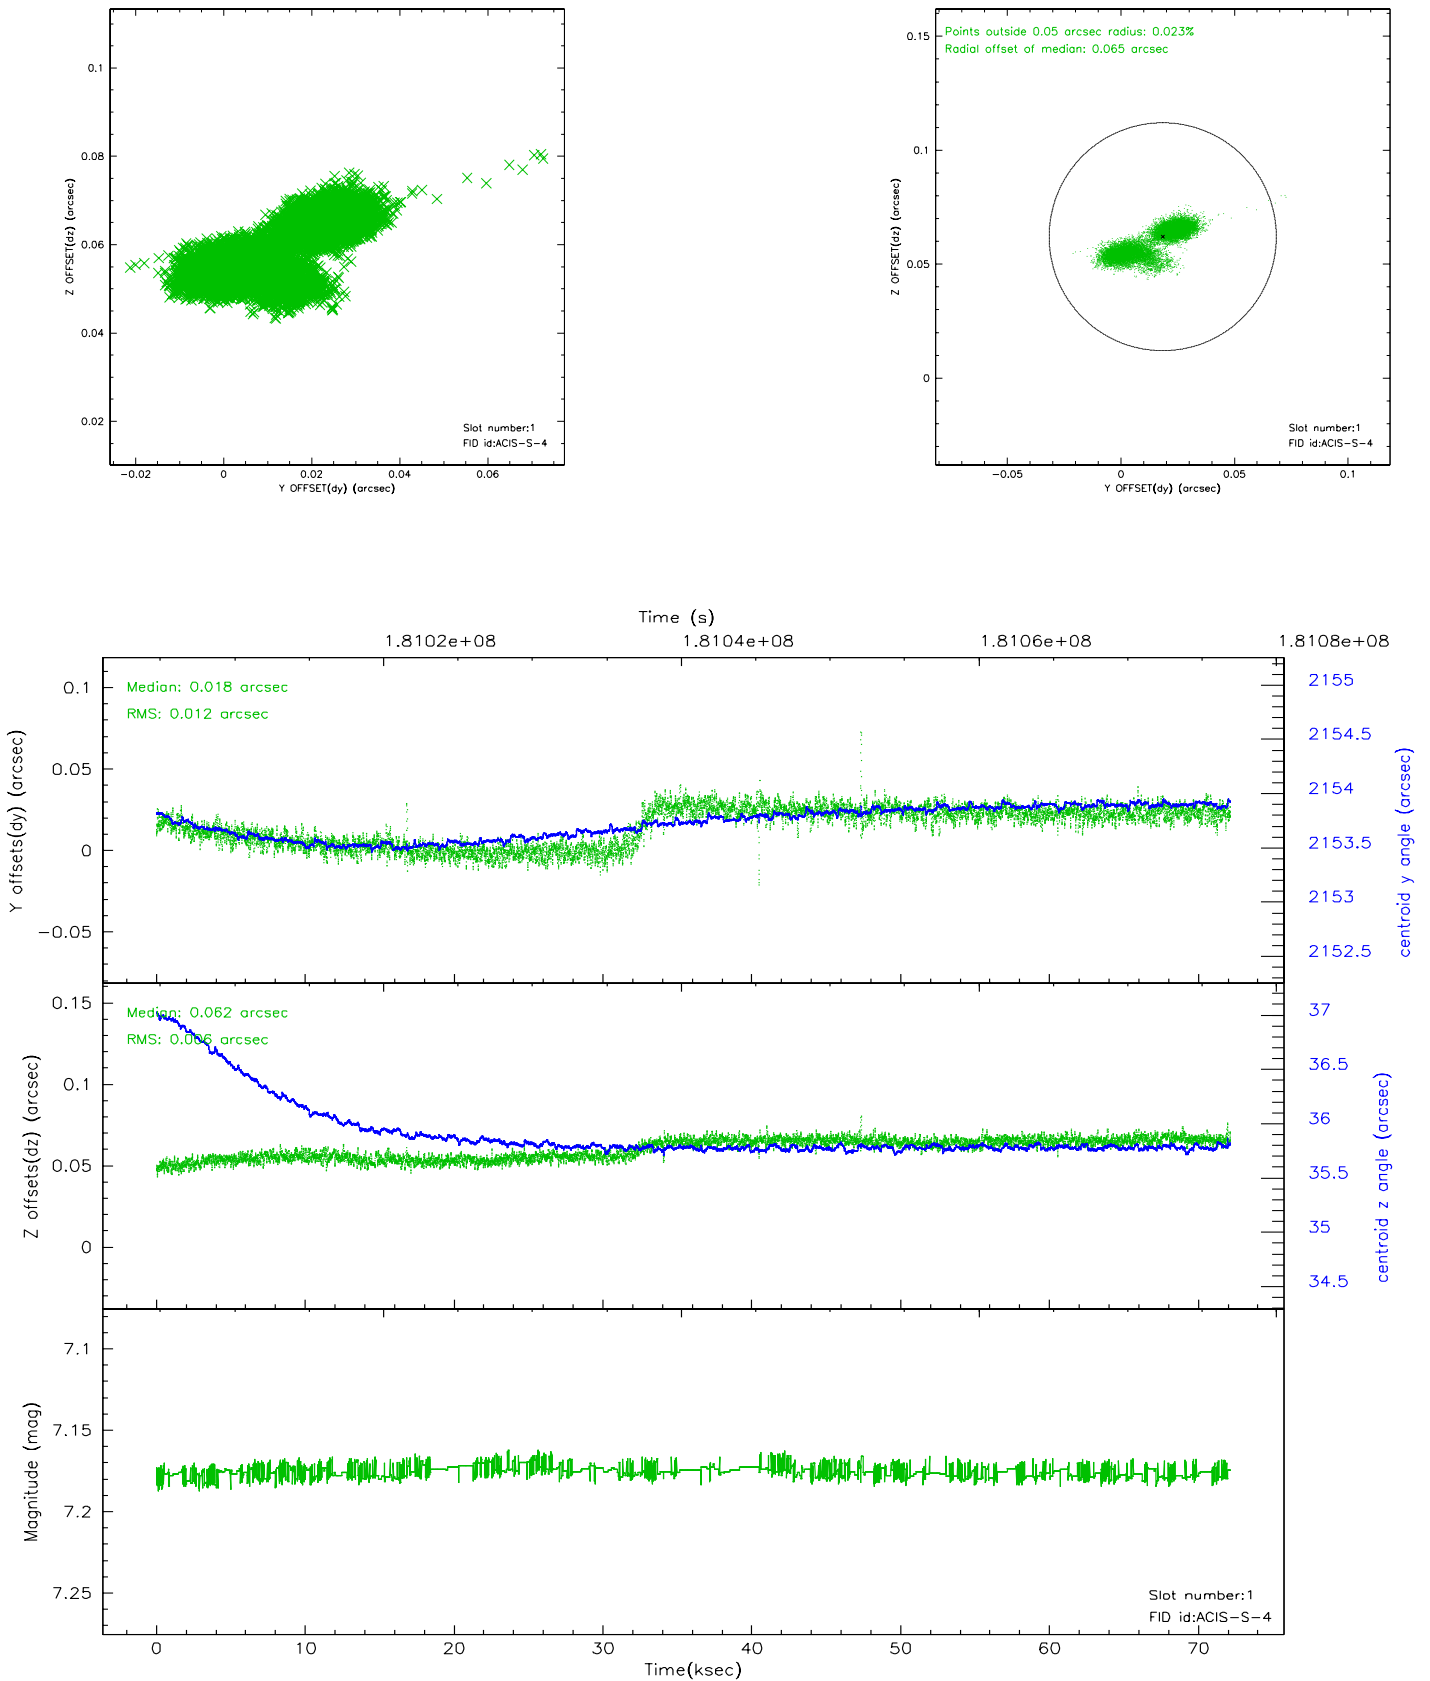 0.1
0.08
0.06
0.04
0.02
Z OFFSET(dz) (arcsec)
-0.02 0 0.02 0.04 0.06
Y OFFSET(dy) (arcsec)
Slot number:1
FID id:ACIS-S-4
Points outside 0.05 arcsec radius: 0.023%
Radial offset of median: 0.065 arcsec
0.15
0.1
0.05
0
Z OFFSET(dz) (arcsec)
-0.05 0 0.05 0.1
Y OFFSET(dy) (arcsec)
Slot number:1
FID id:ACIS-S-4
Time (s)
1.8102e+08 1.8104e+08 1.8106e+08 1.8108e+08
Median: 0.018 arcsec
RMS: 0.012 arcsec
0.1
0.05
0
-0.05
Y offsets(dy) (arcsec)
2155
2154.5
2154
2153.5
2153
2152.5
centroid y angle (arcsec)
Median: 0.062 arcsec
RMS: 0.006 arcsec
0.15
0.1
0.05
0
Z offsets(dz) (arcsec)
37
36.5
36
35.5
35
34.5
centroid z angle (arcsec)
7.1
7.15
7.2
7.25
Magnitude (mag)
Slot number:1
FID id:ACIS-S-4
0 10 20 30 40 50 60 70
Time(ksec)